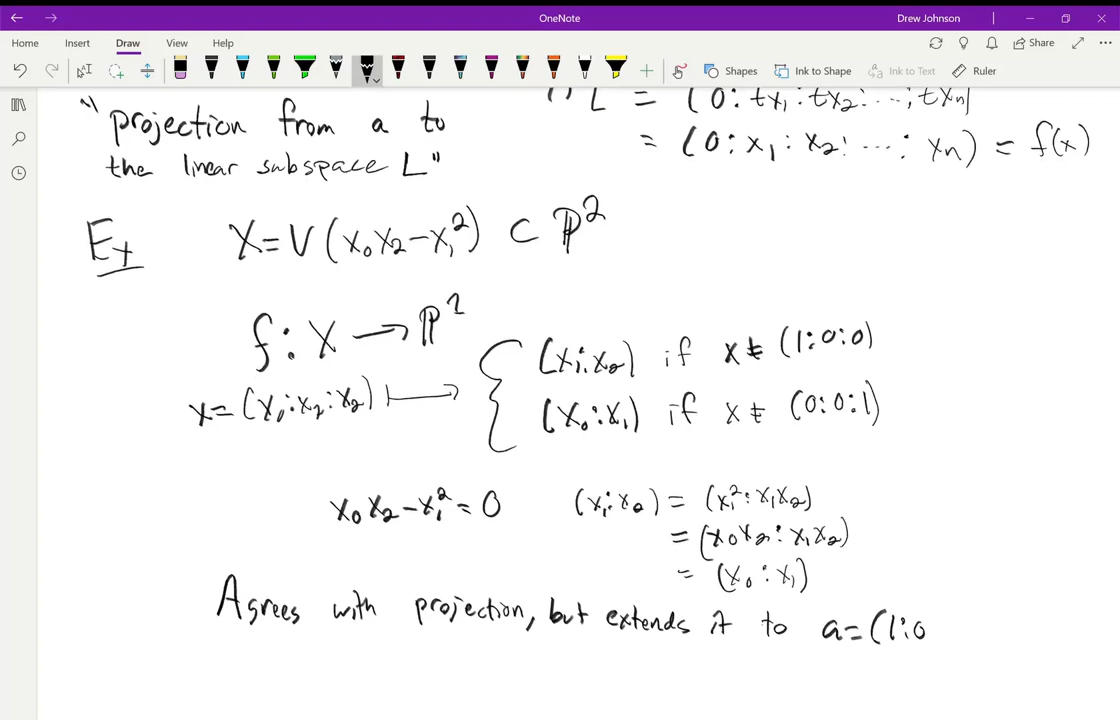 OneNote
Drew Johnson
Home Insert Draw View Help
Share
Shapes Ink to Shape Ink to Text Ruler
" projection from a to
the linear subspace L"
∩ L = (0: tx₁ : tx₂ : ... : txₙ)
= (0: x₁ : x₂ : ... : xₙ) = f(x)
Ex X = V(x₀x₂ - x₁²) ⊂ ℙ²
f: X → ℙ¹
(x₁:x₂) if x ≠ (1:0:0)
x = (x₁:x₂:x₂) ↦ {
(x₀:x₁) if x ≠ (0:0:1)
x₀x₂ - x₁² = 0 (x₁:x₂) = (x₁² : x₁x₂)
= (x₀x₂ : x₁x₂)
= (x₀ : x₁)
Agrees with projection, but extends it to a = (1:0